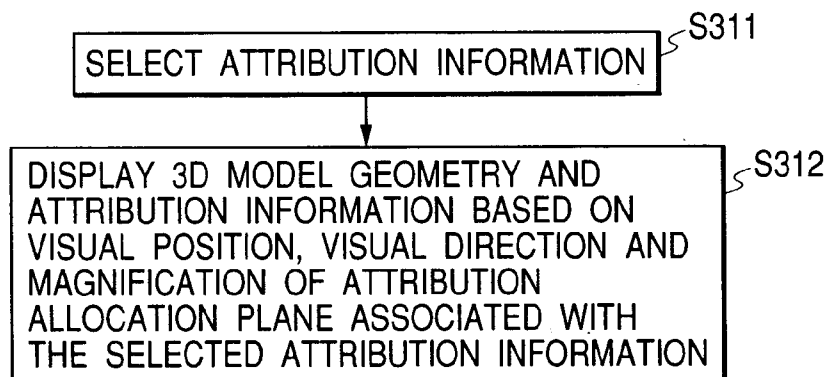 S311
SELECT ATTRIBUTION INFORMATION
S312
DISPLAY 3D MODEL GEOMETRY AND
ATTRIBUTION INFORMATION BASED ON
VISUAL POSITION, VISUAL DIRECTION AND
MAGNIFICATION OF ATTRIBUTION
ALLOCATION PLANE ASSOCIATED WITH
THE SELECTED ATTRIBUTION INFORMATION